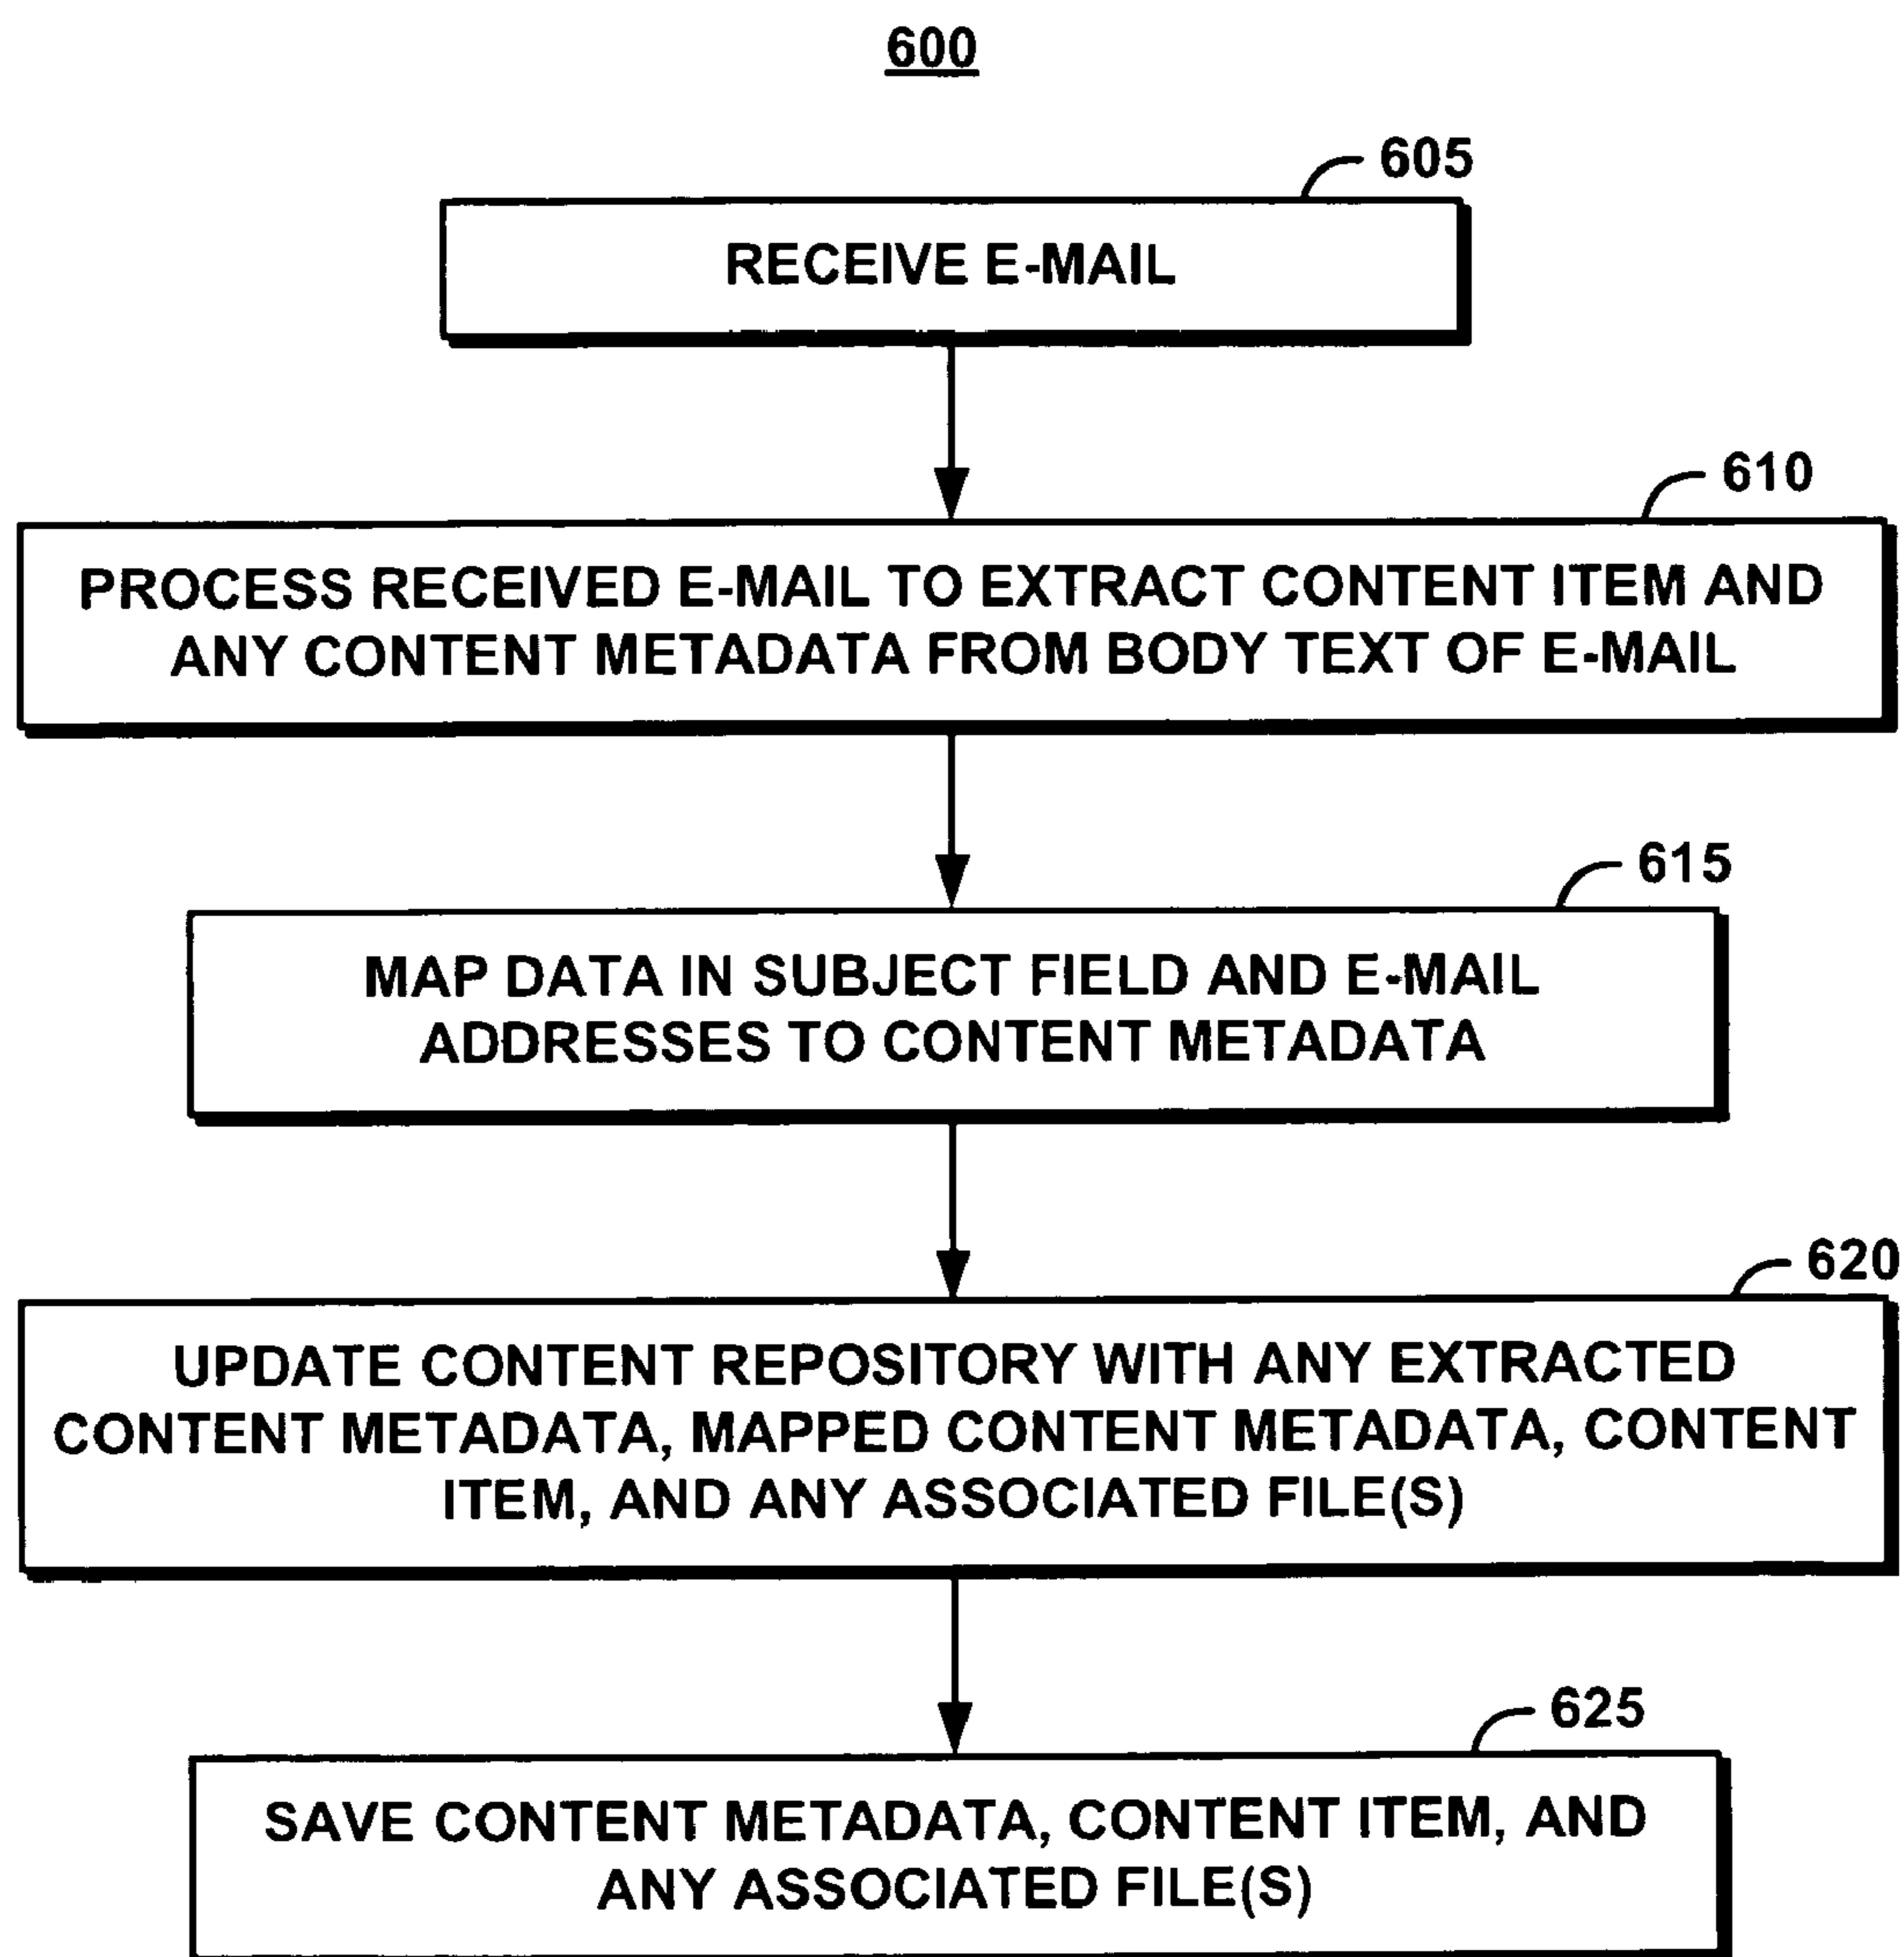 600
605
RECEIVE E-MAIL
610
PROCESS RECEIVED E-MAIL TO EXTRACT CONTENT ITEM AND
ANY CONTENT METADATA FROM BODY TEXT OF E-MAIL
615
MAP DATA IN SUBJECT FIELD AND E-MAIL
ADDRESSES TO CONTENT METADATA
620
UPDATE CONTENT REPOSITORY WITH ANY EXTRACTED
CONTENT METADATA, MAPPED CONTENT METADATA, CONTENT
ITEM, AND ANY ASSOCIATED FILE(S)
625
SAVE CONTENT METADATA, CONTENT ITEM, AND
ANY ASSOCIATED FILE(S)